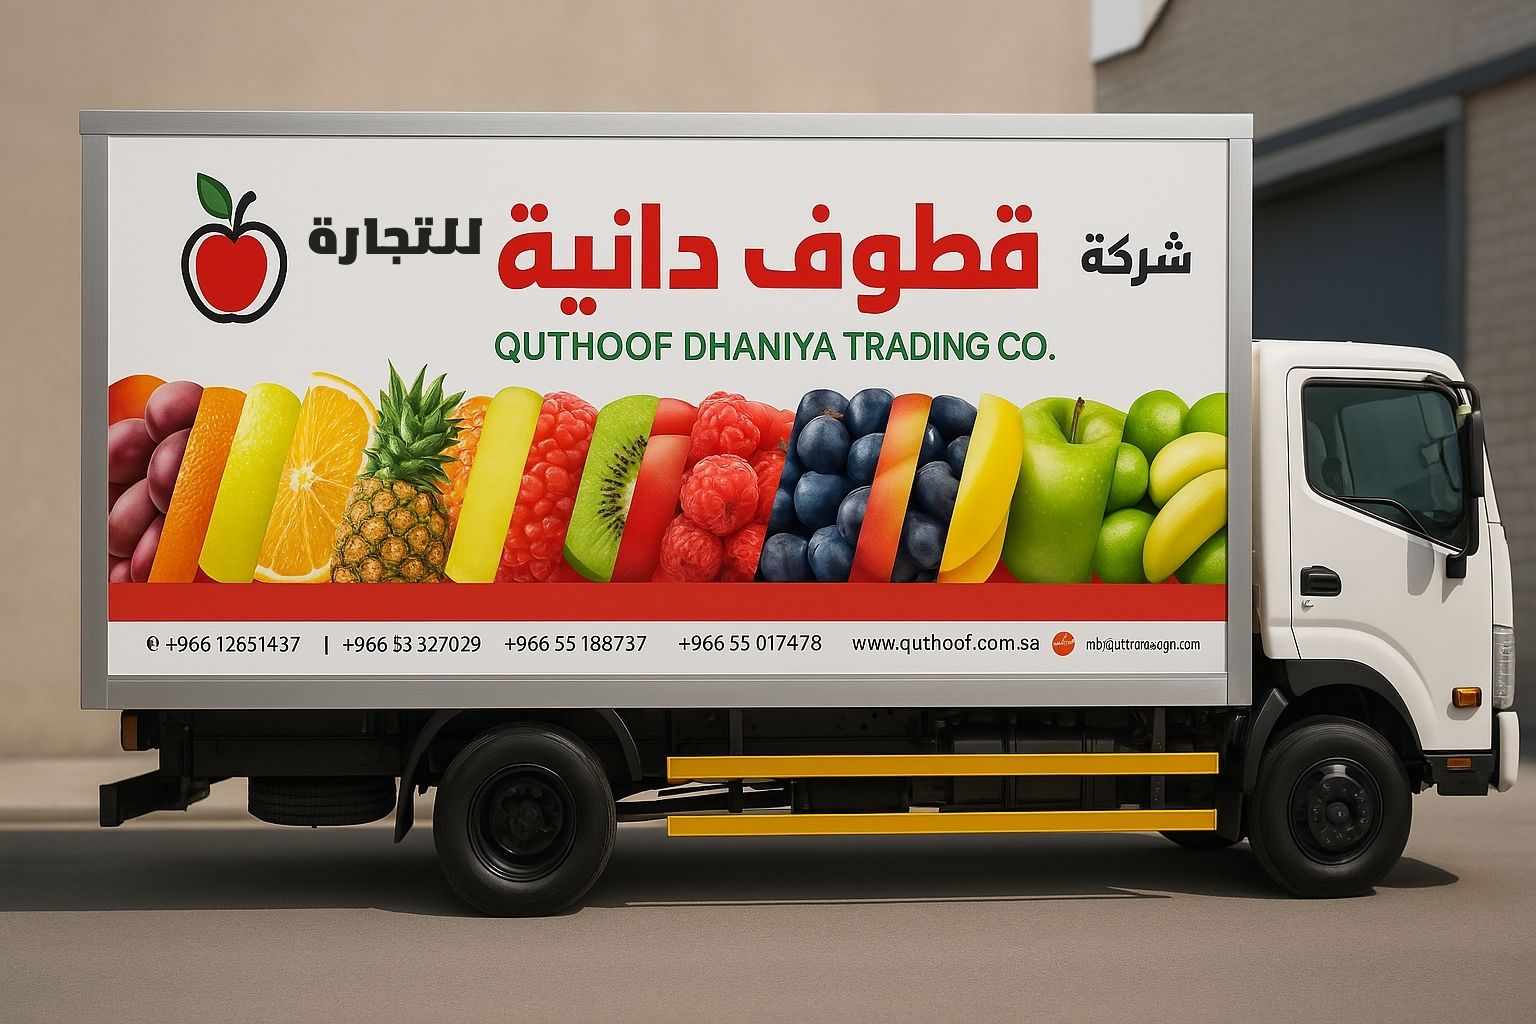 شركة قطوف دانية للتجارة
QUTHOOF DHANIYA TRADING CO.
+966 12651437 | +966 53 327029 +966 55 188737 +966 55 017478 www.quthoof.com.sa